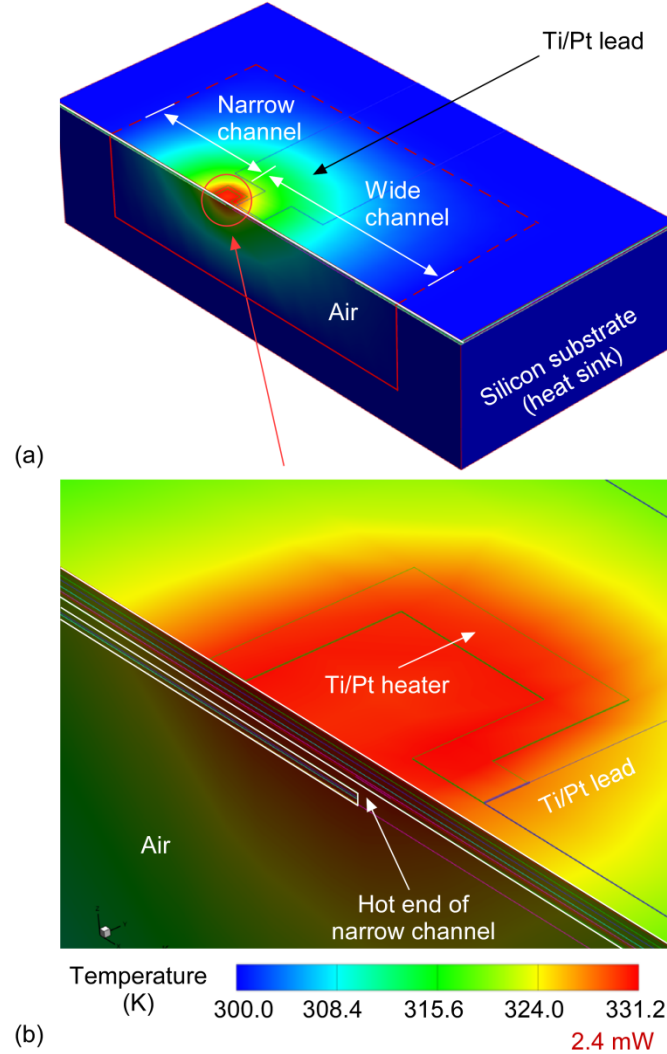 Ti/Pt lead
Narrow
channel
Wide
channel
Air
Silicon substrate
(heat sink)
(a)
Ti/Pt heater
Ti/Pt lead
Air
Hot end of
narrow channel
Temperature
(K)
300.0 308.4 315.6 324.0 331.2
2.4 mW
(b)